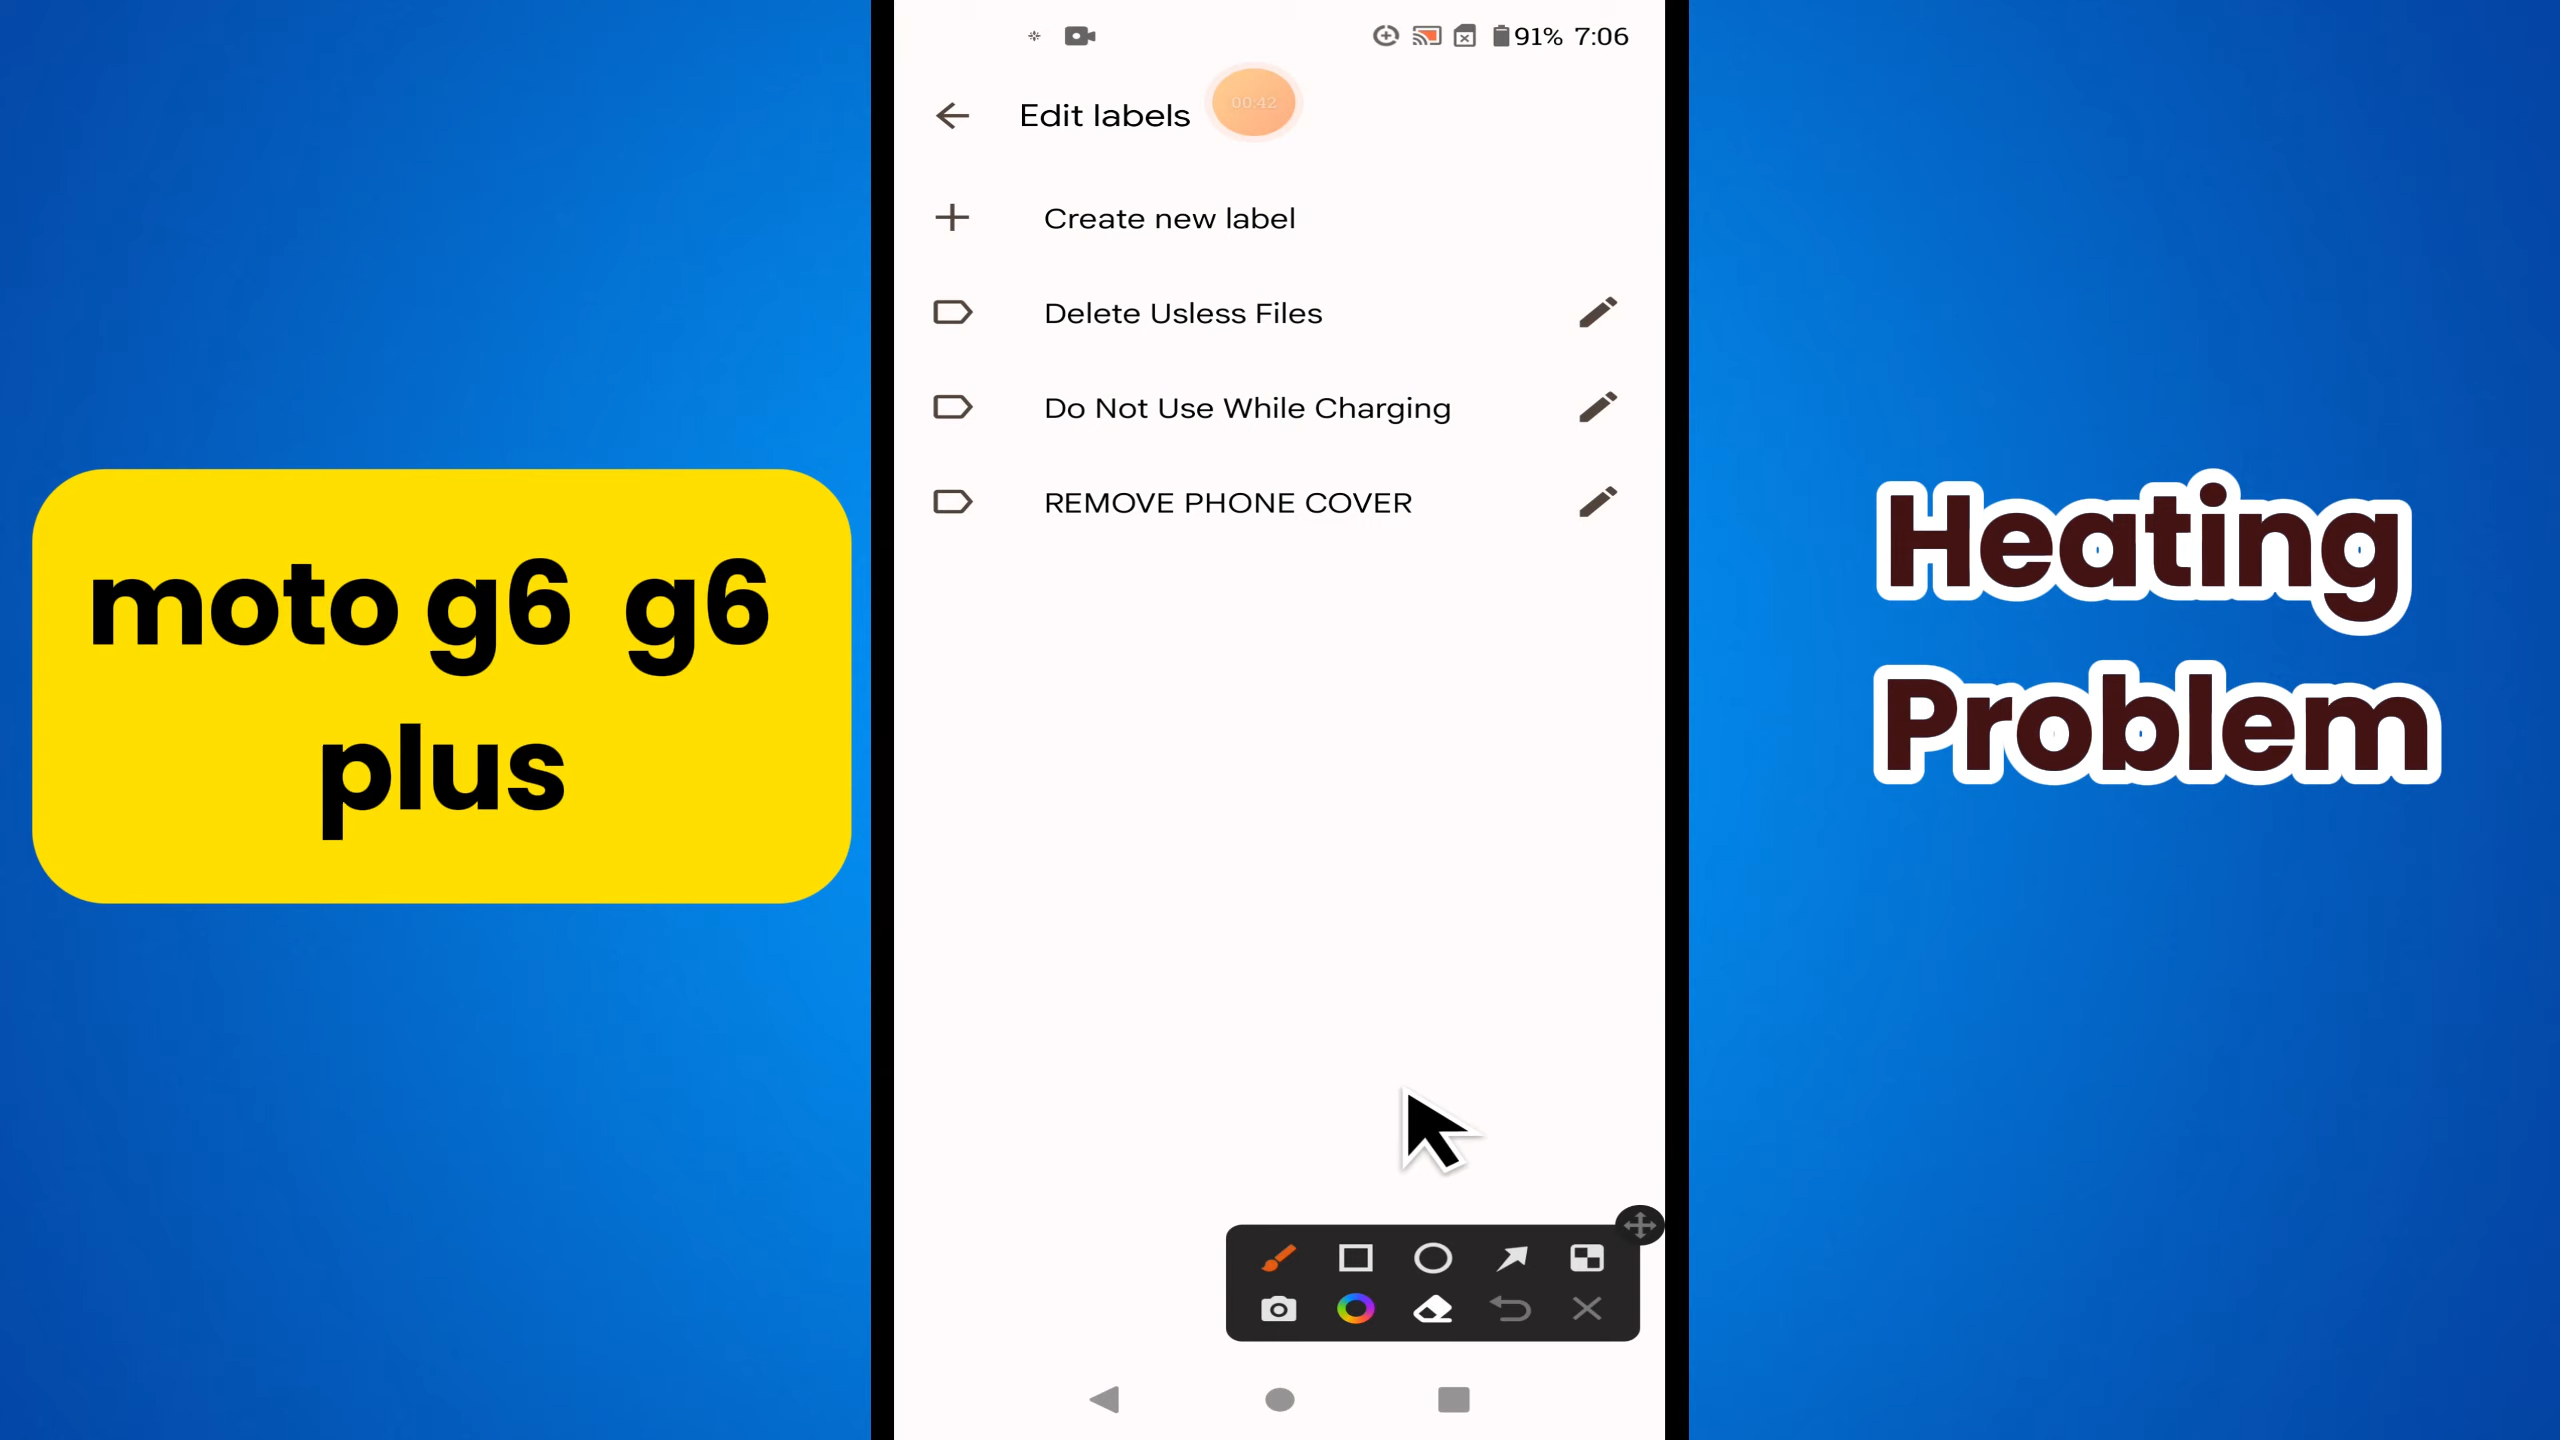 91% 7:06
00:42
Edit labels
Create new label
Delete Usless Files
Do Not Use While Charging
REMOVE PHONE COVER
moto g6 g6
plus
Heating
Problem